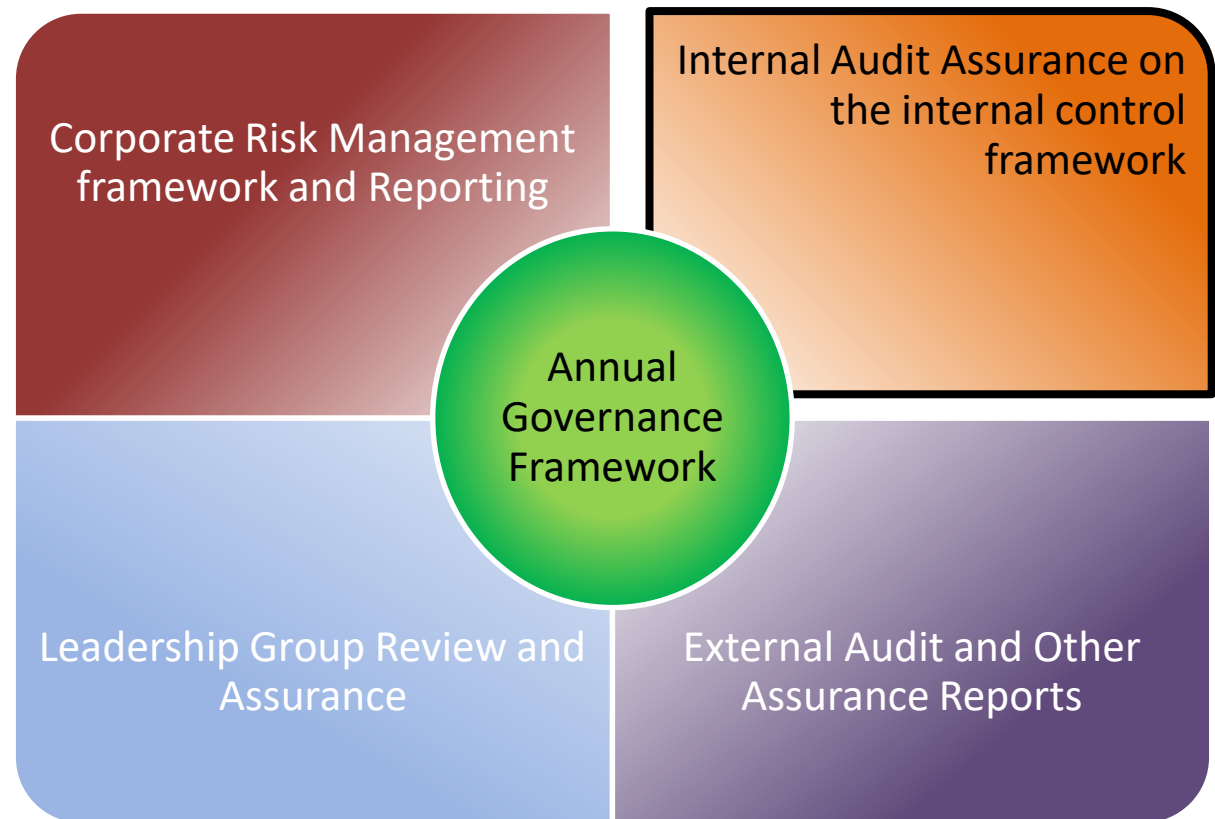 Corporate Risk Management
framework and Reporting
Internal Audit Assurance on
the internal control
framework
Annual
Governance
Framework
Leadership Group Review and
Assurance
External Audit and Other
Assurance Reports